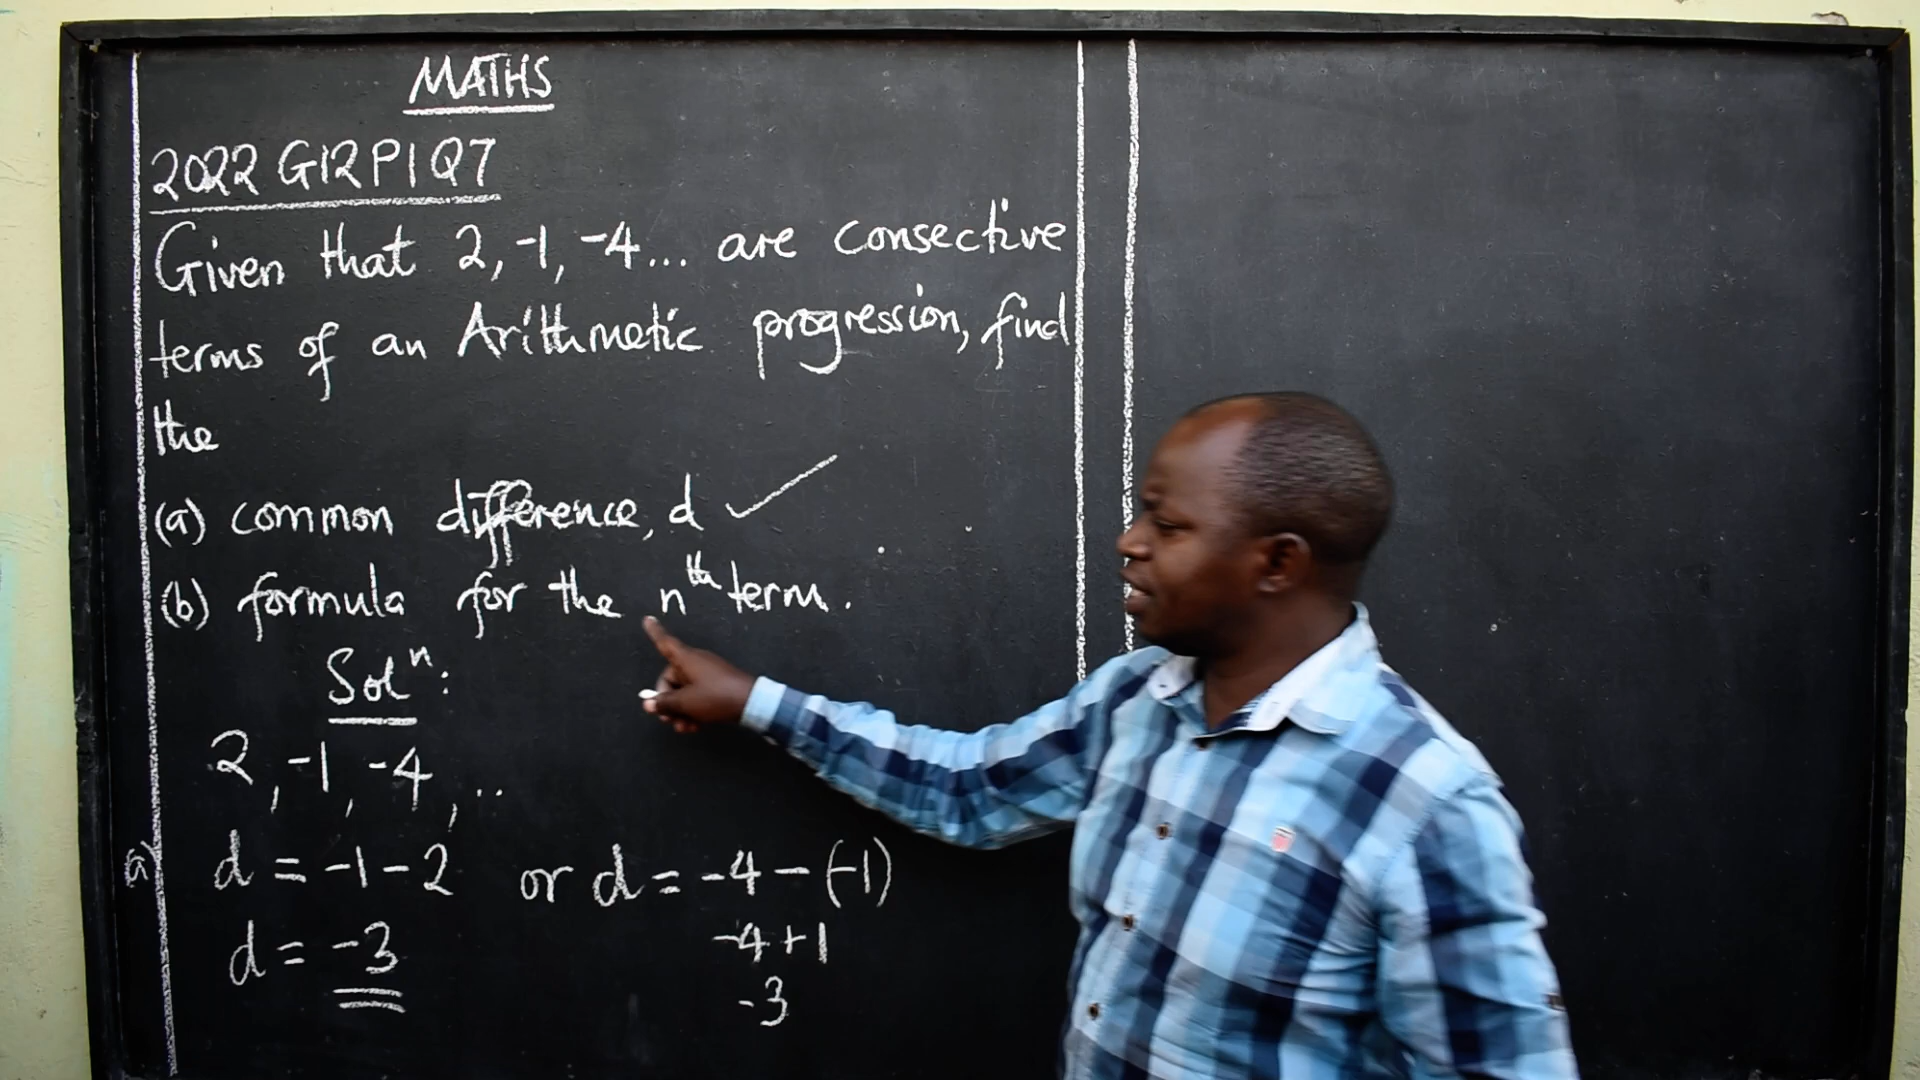 MATHS
2022 G12 P1 Q7
Given that 2, -1, -4... are consective
terms of an Arithmetic progression, find
the
(a) common difference, d ✓
(b) formula for the nth term.
Solⁿ:
2, -1, -4, ..
a) d = -1 - 2 or d = -4 - (-1)
-4 + 1
d = -3
-3